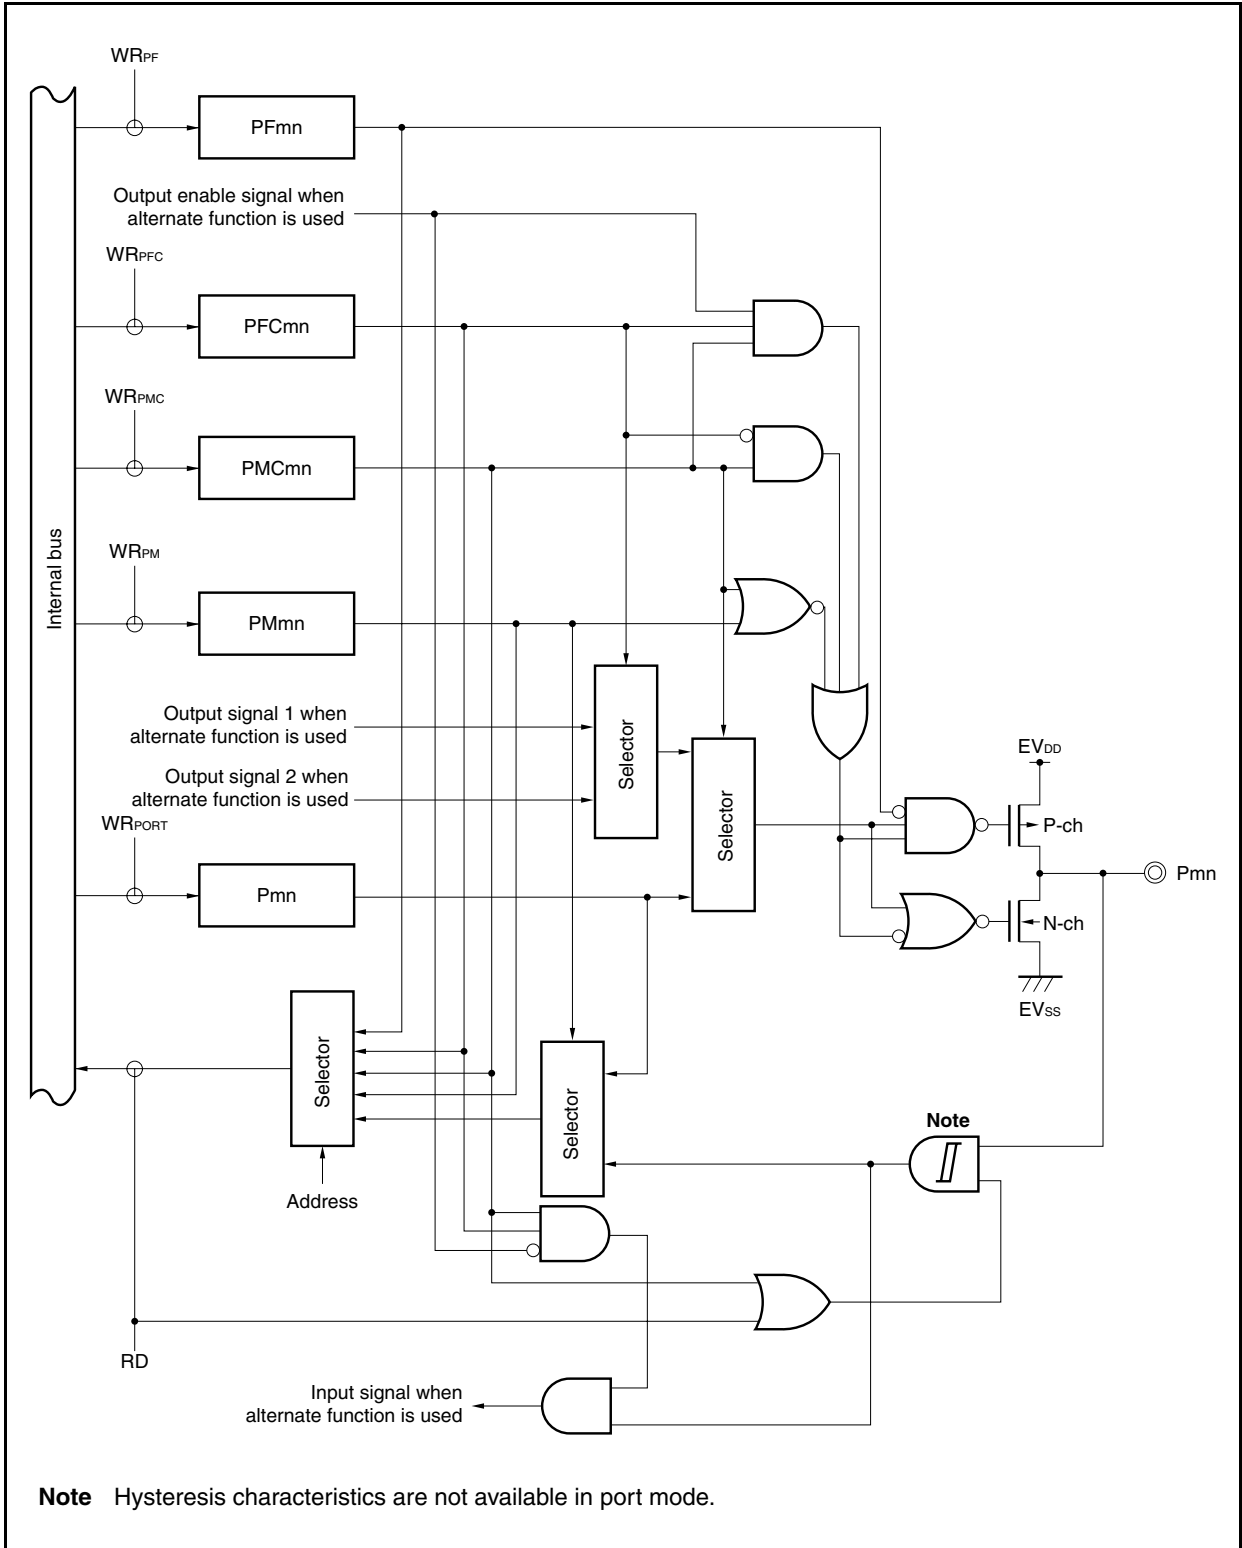 WRPF
PFmn
Output enable signal when
alternate function is used
WRPFC
PFCmn
WRPMC
PMCmn
Internal bus
WRPM
PMmn
Output signal 1 when
alternate function is used
Selector
Output signal 2 when
alternate function is used
Selector
WRPORT
Pmn
EVDD
P-ch
Pmn
N-ch
EVSS
Selector
Selector
Note
Address
RD
Input signal when
alternate function is used
Note Hysteresis characteristics are not available in port mode.